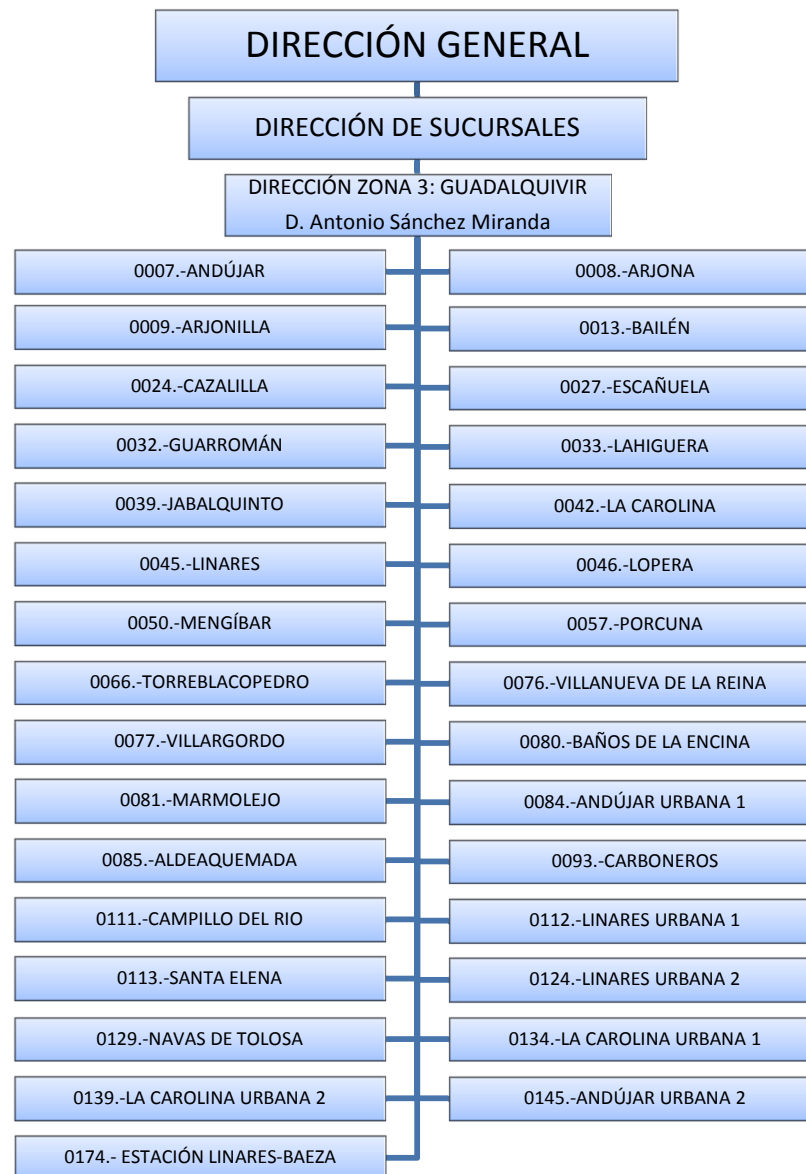 DIRECCIÓN GENERAL
DIRECCIÓN DE SUCURSALES
DIRECCIÓN ZONA 3: GUADALQUIVIR
D. Antonio Sánchez Miranda
0007.-ANDÚJAR
0008.-ARJONA
0009.-ARJONILLA
0013.-BAILÉN
0024.-CAZALILLA
0027.-ESCAÑUELA
0032.-GUARROMÁN
0033.-LAHIGUERA
0039.-JABALQUINTO
0042.-LA CAROLINA
0045.-LINARES
0046.-LOPERA
0050.-MENGÍBAR
0057.-PORCUNA
0066.-TORREBLACOPEDRO
0076.-VILLANUEVA DE LA REINA
0077.-VILLARGORDO
0080.-BAÑOS DE LA ENCINA
0081.-MARMOLEJO
0084.-ANDÚJAR URBANA 1
0085.-ALDEAQUEMADA
0093.-CARBONEROS
0111.-CAMPILLO DEL RIO
0112.-LINARES URBANA 1
0113.-SANTA ELENA
0124.-LINARES URBANA 2
0129.-NAVAS DE TOLOSA
0134.-LA CAROLINA URBANA 1
0139.-LA CAROLINA URBANA 2
0145.-ANDÚJAR URBANA 2
0174.- ESTACIÓN LINARES-BAEZA